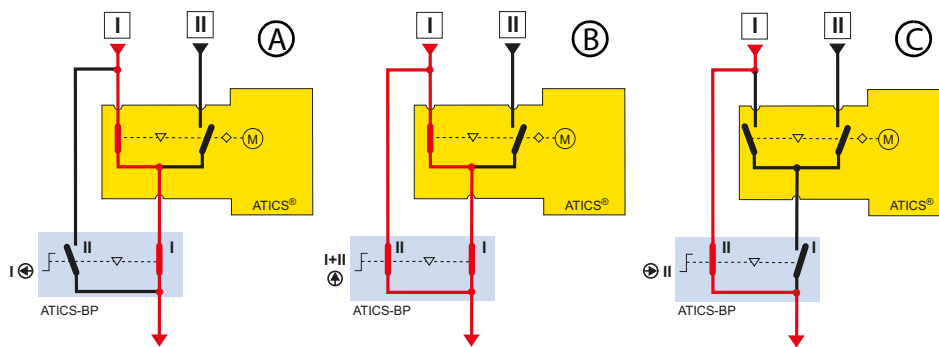 I II A
M
ATICS®
II I
I
ATICS-BP
I II B
M
ATICS®
II I
I+II
ATICS-BP
I II C
M
ATICS®
II I
II
ATICS-BP